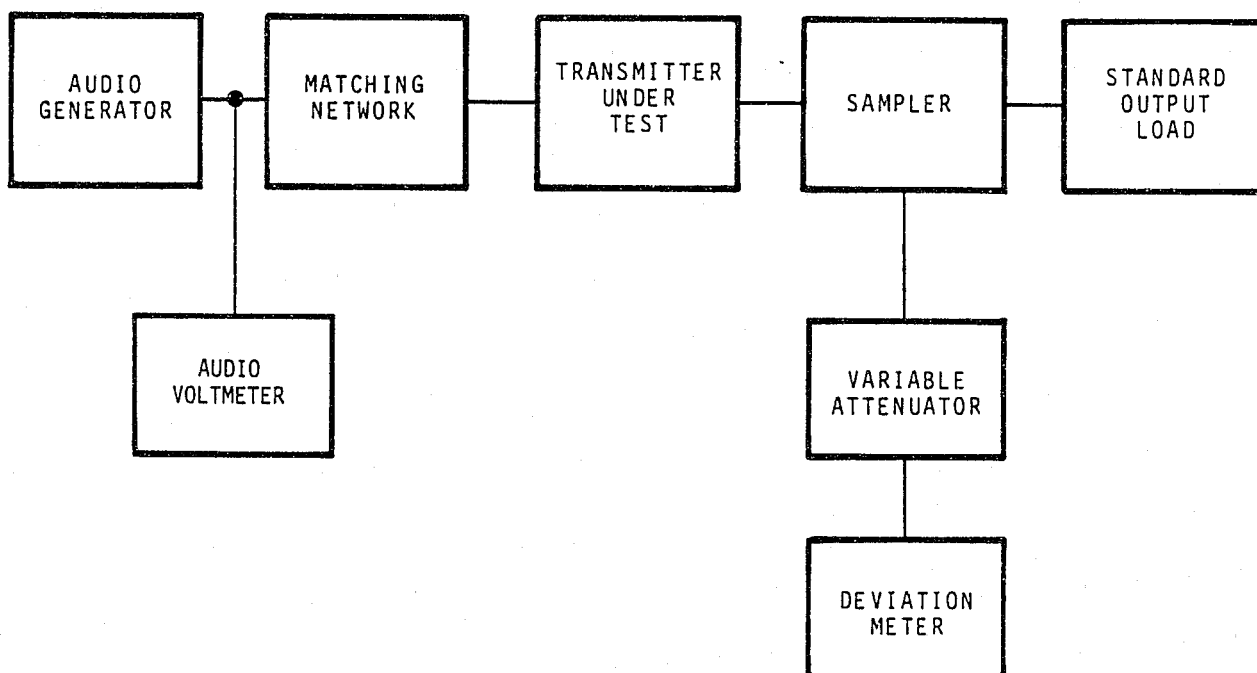 AUDIO
GENERATOR
MATCHING
NETWORK
TRANSMITTER
UNDER
TEST
SAMPLER
STANDARD
OUTPUT
LOAD
AUDIO
VOLTMETER
VARIABLE
ATTENUATOR
DEVIATION
METER